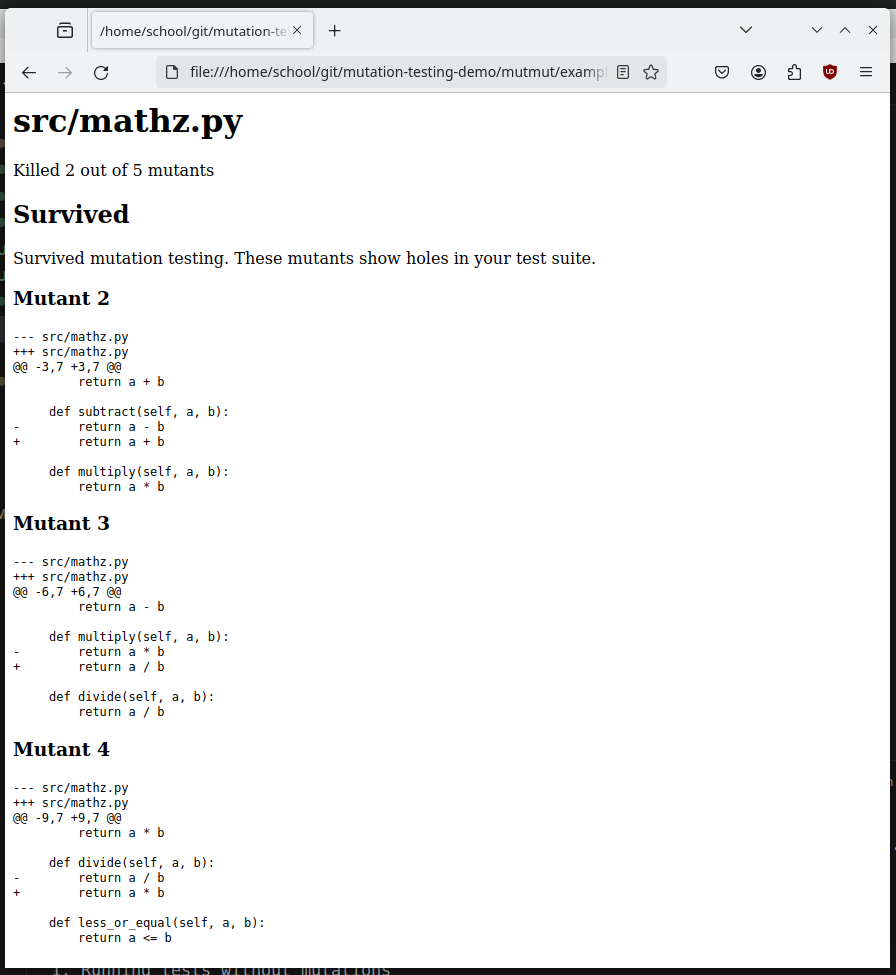 /home/school/git/mutation-te
file:///home/school/git/mutation-testing-demo/mutmut/exampl
src/mathz.py
Killed 2 out of 5 mutants
Survived
Survived mutation testing. These mutants show holes in your test suite.
Mutant 2
--- src/mathz.py
+++ src/mathz.py
@@ -3,7 +3,7 @@
         return a + b
     def subtract(self, a, b):
-        return a - b
+        return a + b
     def multiply(self, a, b):
         return a * b
Mutant 3
--- src/mathz.py
+++ src/mathz.py
@@ -6,7 +6,7 @@
         return a - b
     def multiply(self, a, b):
-        return a * b
+        return a / b
     def divide(self, a, b):
         return a / b
Mutant 4
--- src/mathz.py
+++ src/mathz.py
@@ -9,7 +9,7 @@
         return a * b
     def divide(self, a, b):
-        return a / b
+        return a * b
     def less_or_equal(self, a, b):
         return a <= b
1. Running tests without mutations